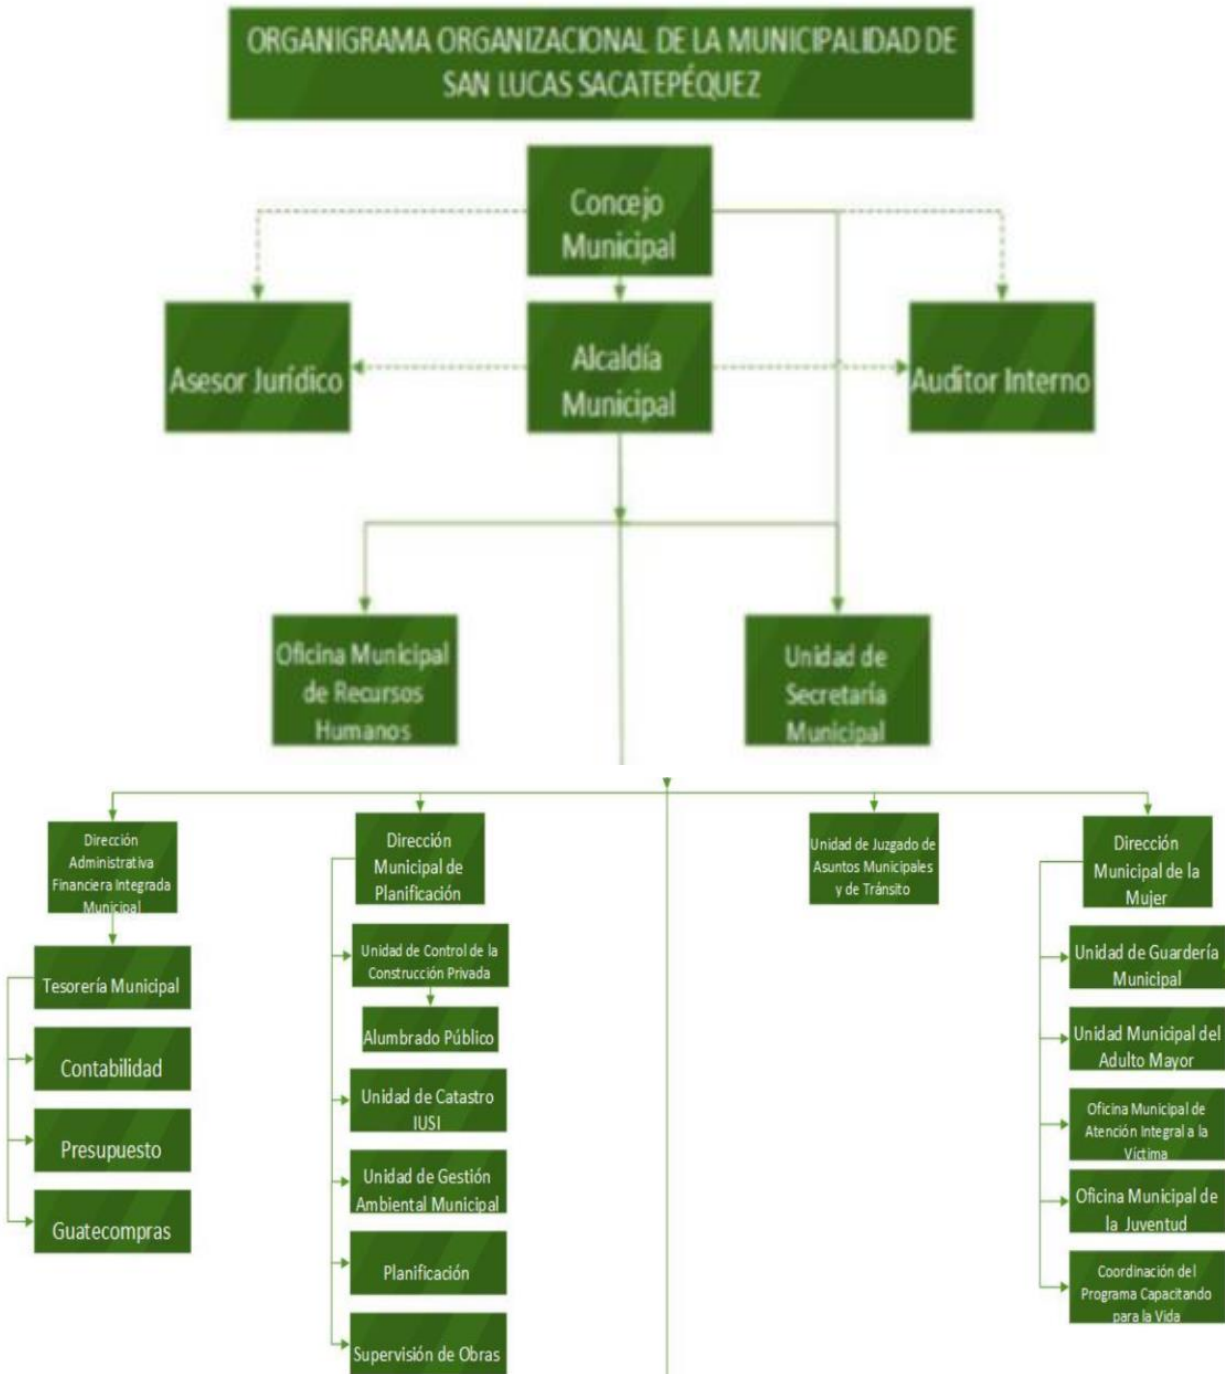 ORGANIGRAMA ORGANIZACIONAL DE LA MUNICIPALIDAD DE
SAN LUCAS SACATEPÉQUEZ
Concejo
Municipal
Asesor Jurídico
Alcaldía
Municipal
Auditor Interno
Oficina Municipal
de Recursos
Humanos
Unidad de
Secretaría
Municipal
Dirección
Administrativa
Financiera Integrada
Municipal
Tesorería Municipal
Contabilidad
Presupuesto
Guatecompras
Dirección
Municipal de
Planificación
Unidad de Control de la
Construcción Privada
Alumbrado Público
Unidad de Catastro
IUSI
Unidad de Gestión
Ambiental Municipal
Planificación
Supervisión de Obras
Unidad de Juzgado de
Asuntos Municipales
y de Tránsito
Dirección
Municipal de la
Mujer
Unidad de Guardería
Municipal
Unidad Municipal del
Adulto Mayor
Oficina Municipal de
Atención Integral a la
Víctima
Oficina Municipal de
la Juventud
Coordinación del
Programa Capacitando
para la Vida